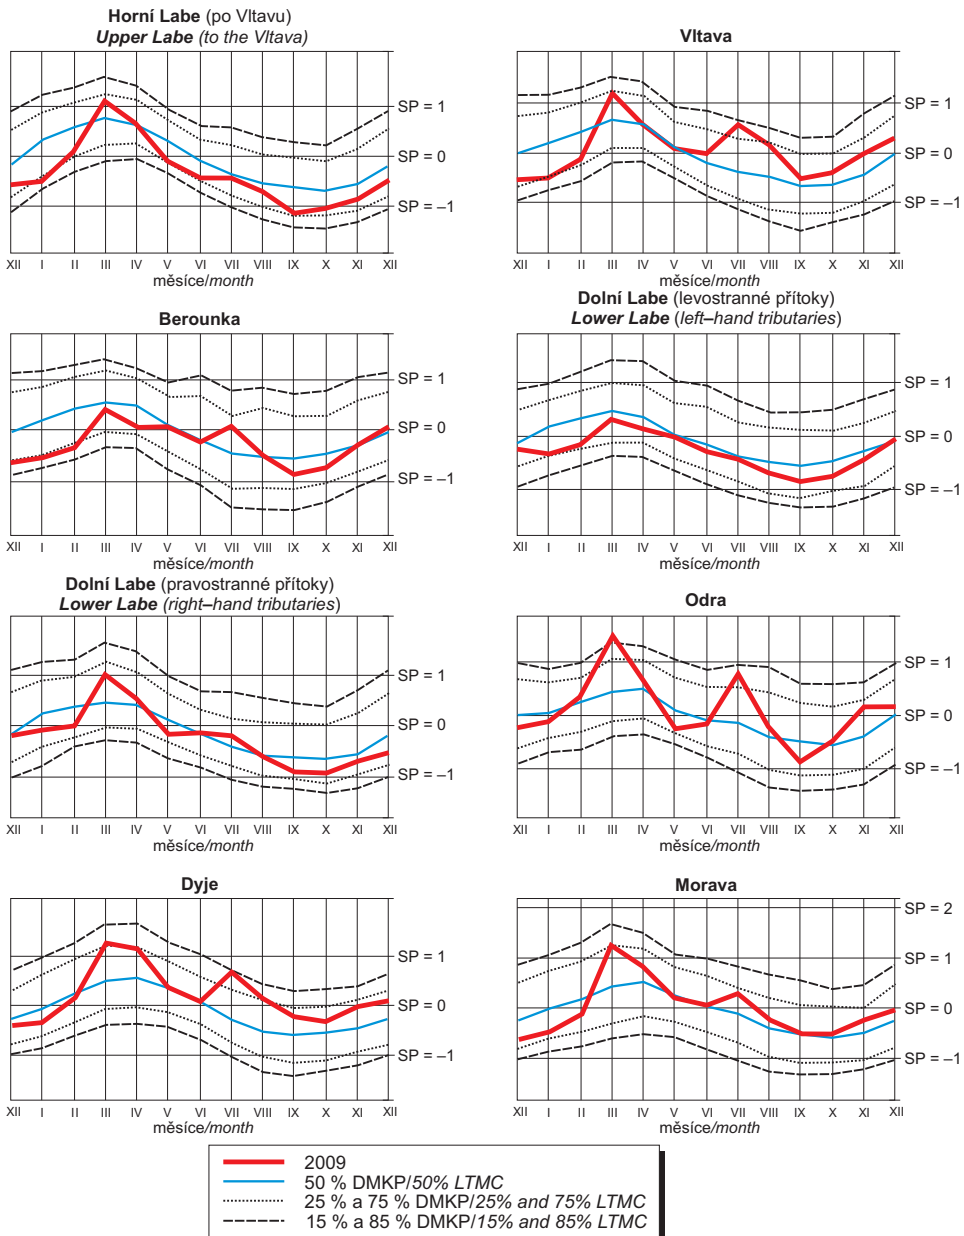 Horní Labe (po Vltavu)
Upper Labe (to the Vltava)
SP = 1
SP = 0
SP = –1
XII I II III IV V VI VII VIII IX X XI XII
měsíce/month
Vltava
SP = 1
SP = 0
SP = –1
XII I II III IV V VI VII VIII IX X XI XII
měsíce/month
Berounka
SP = 1
SP = 0
SP = –1
XII I II III IV V VI VII VIII IX X XI XII
měsíce/month
Dolní Labe (levostranné přítoky)
Lower Labe (left–hand tributaries)
SP = 1
SP = 0
SP = –1
XII I II III IV V VI VII VIII IX X XI XII
měsíce/month
Dolní Labe (pravostranné přítoky)
Lower Labe (right–hand tributaries)
SP = 1
SP = 0
SP = –1
XII I II III IV V VI VII VIII IX X XI XII
měsíce/month
Odra
SP = 1
SP = 0
SP = –1
XII I II III IV V VI VII VIII IX X XI XII
měsíce/month
Dyje
SP = 1
SP = 0
SP = –1
XII I II III IV V VI VII VIII IX X XI XII
měsíce/month
Morava
SP = 2
SP = 1
SP = 0
SP = –1
XII I II III IV V VI VII VIII IX X XI XII
měsíce/month
2009
50 % DMKP/50% LTMC
25 % a 75 % DMKP/25% and 75% LTMC
15 % a 85 % DMKP/15% and 85% LTMC